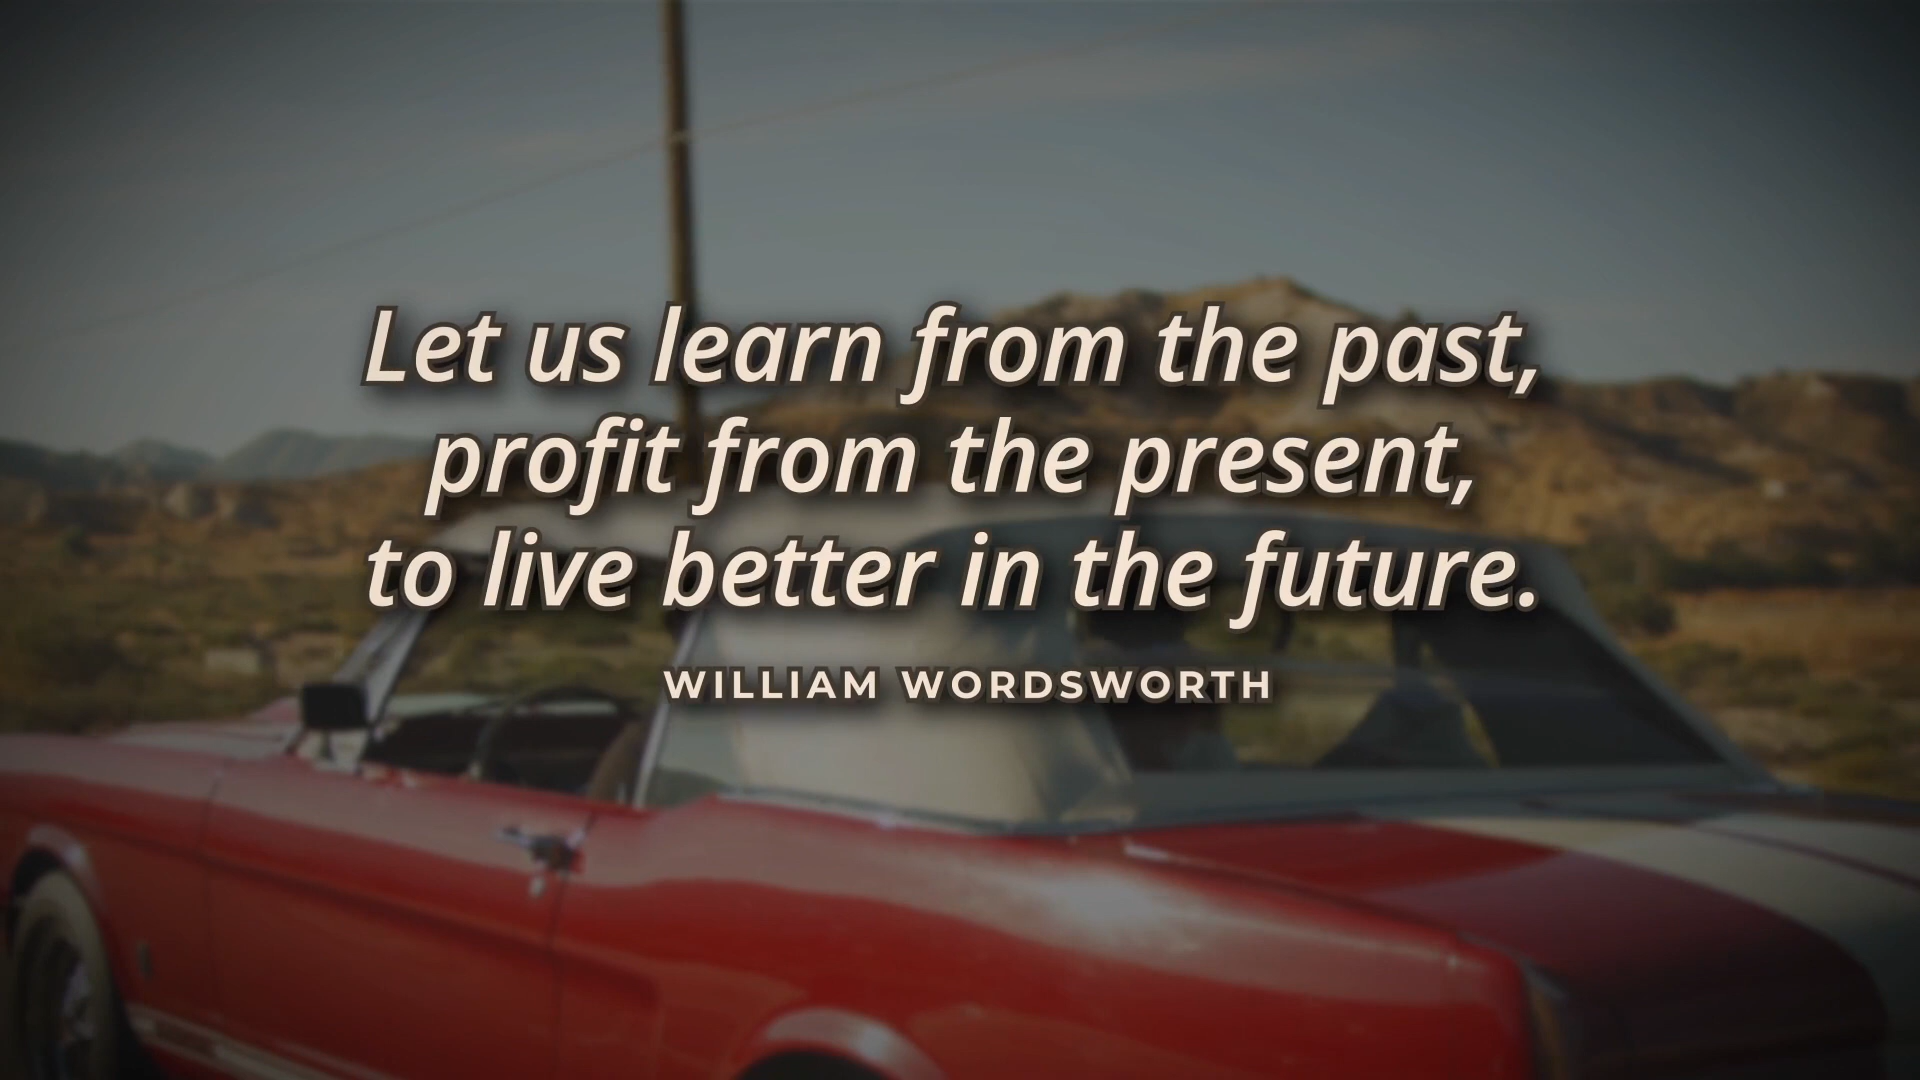 Let us learn from the past,
profit from the present,
to live better in the future.
WILLIAM WORDSWORTH